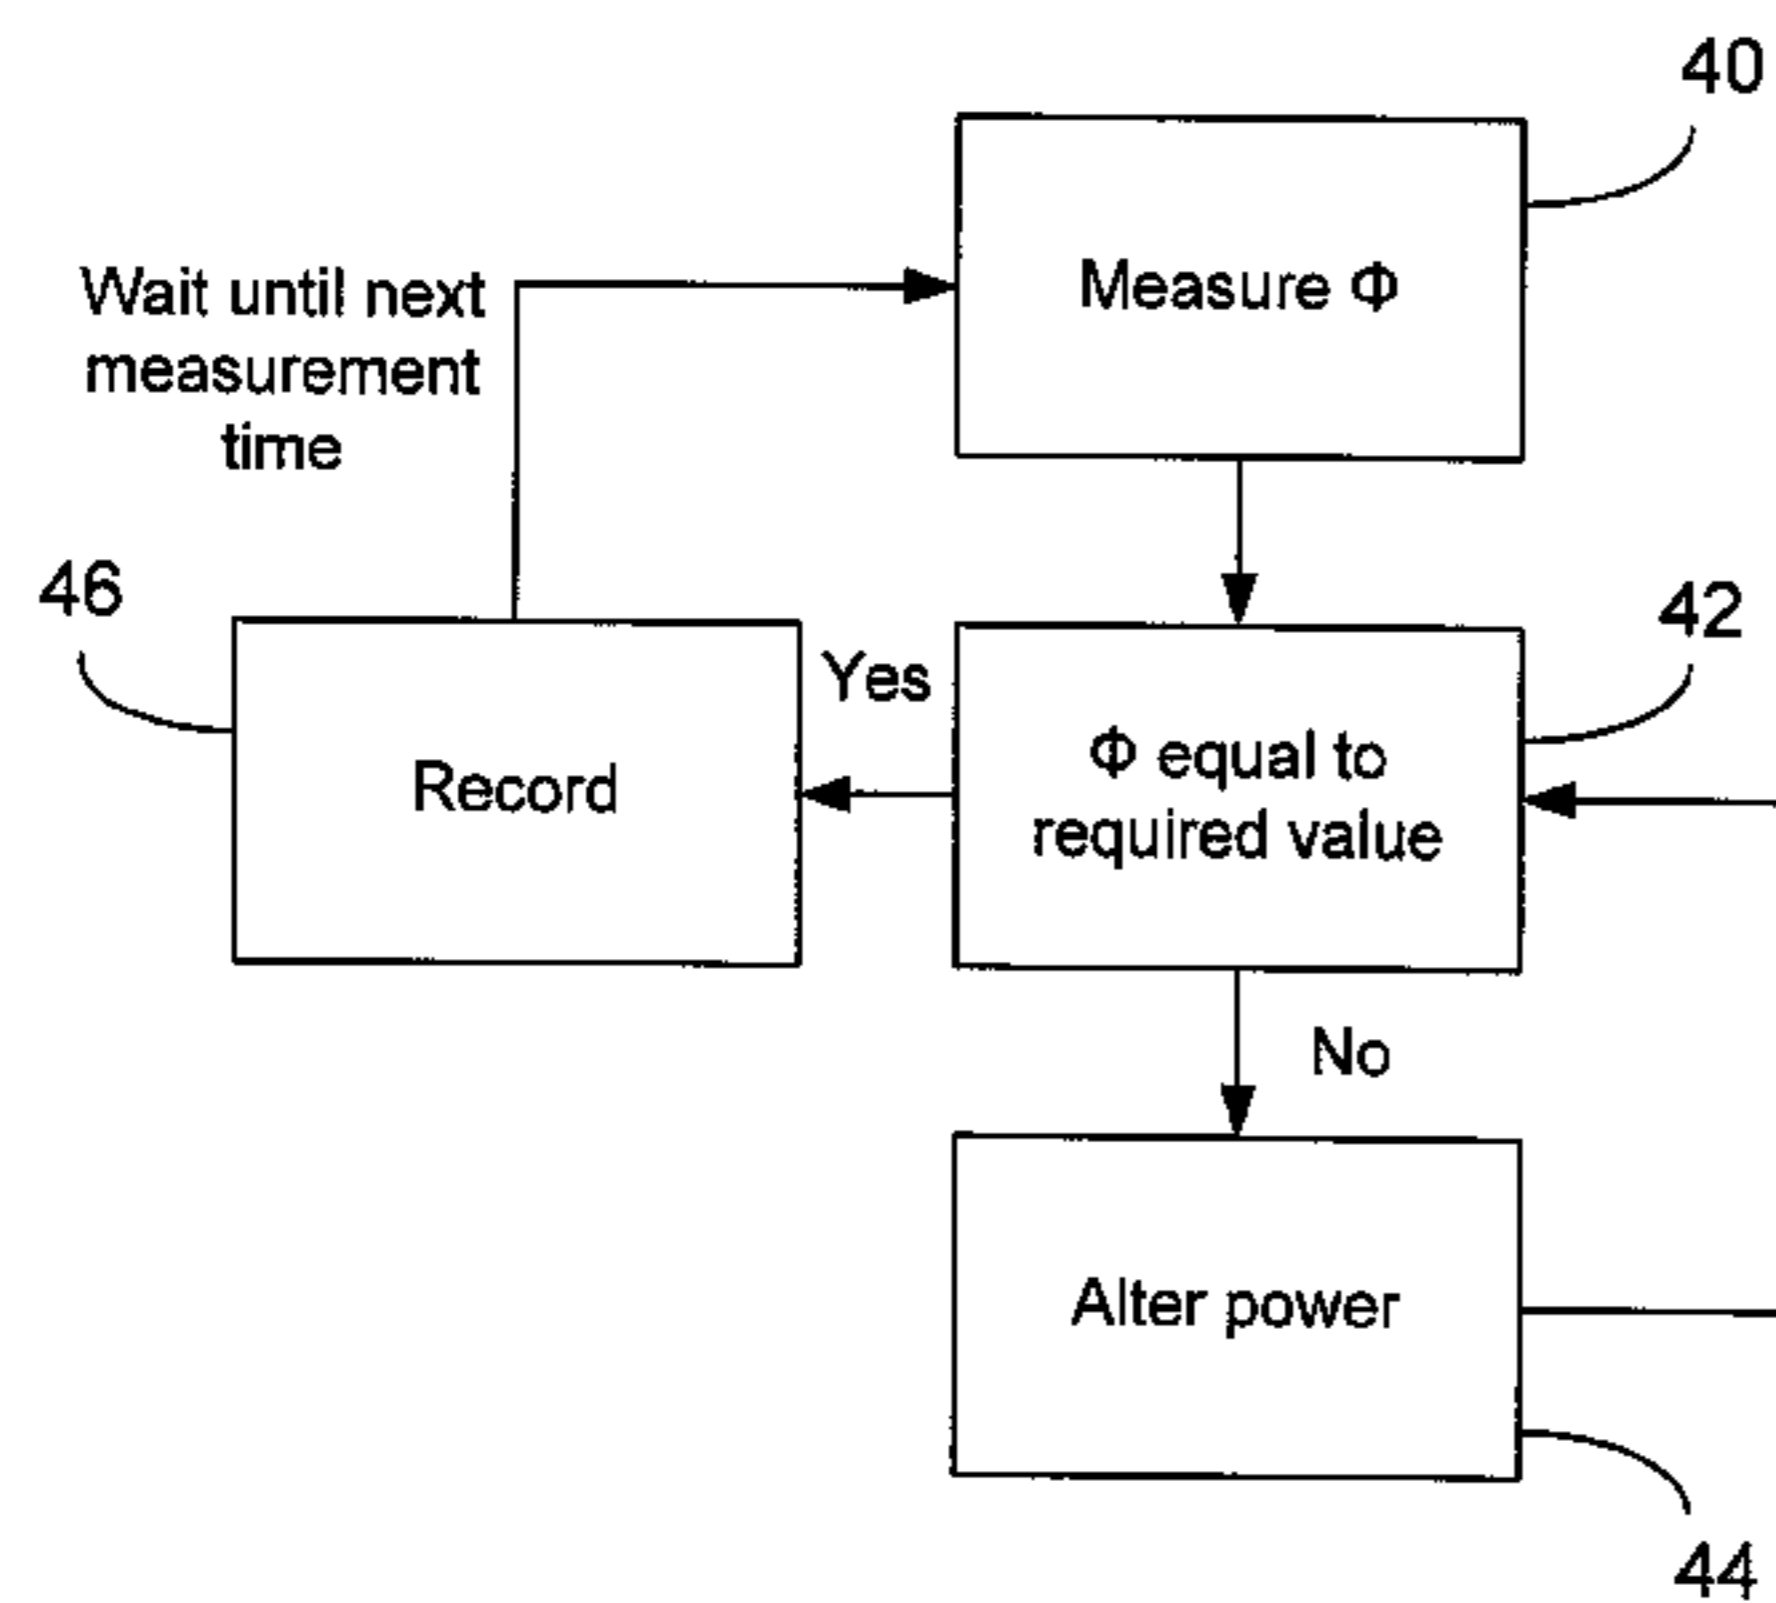 40
Measure Φ
Wait until next
measurement
time
46
42
Yes
Φ equal to
required value
Record
No
Alter power
44